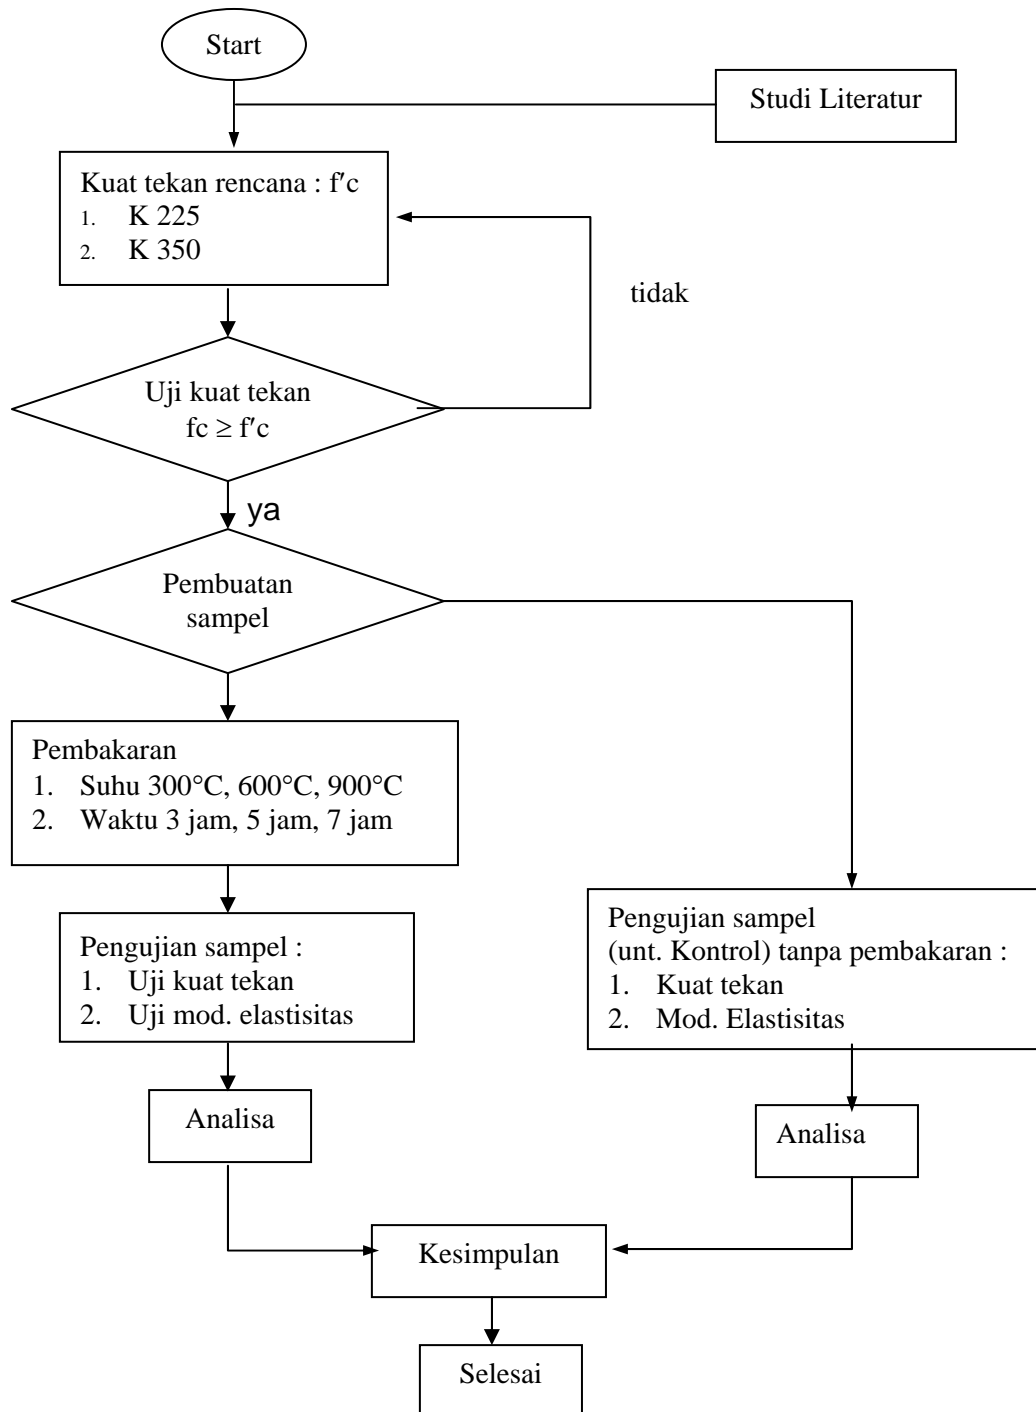 Start
Studi Literatur
Kuat tekan rencana : f′c
1. K 225
2. K 350
tidak
Uji kuat tekan
fc ≥ f′c
ya
Pembuatan
sampel
Pembakaran
1. Suhu 300°C, 600°C, 900°C
2. Waktu 3 jam, 5 jam, 7 jam
Pengujian sampel :
1. Uji kuat tekan
2. Uji mod. elastisitas
Pengujian sampel
(unt. Kontrol) tanpa pembakaran :
1. Kuat tekan
2. Mod. Elastisitas
Analisa
Analisa
Kesimpulan
Selesai